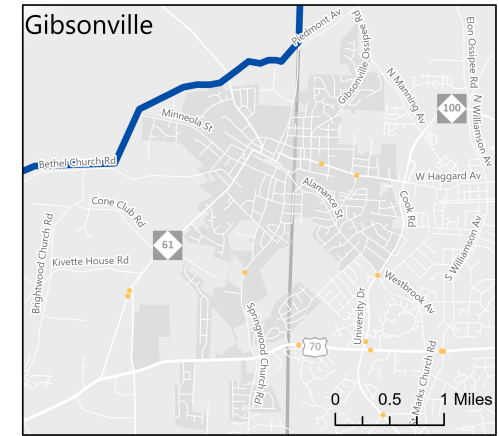 Gibsonville
Piedmont Av
Gibsonville Ossipee Rd
Elon Ossipee Rd
N Manning Av
N Williamson Av
100
Minneola St
Bethel Church Rd
W Haggard Av
Alamance St
Cone Club Rd
Cook Rd
61
S Williamson Av
Brightwood Church Rd
Kivette House Rd
Westbrook Av
University Dr
Springwood Church Rd
70
St Marks Church Rd
0 0.5 1 Miles